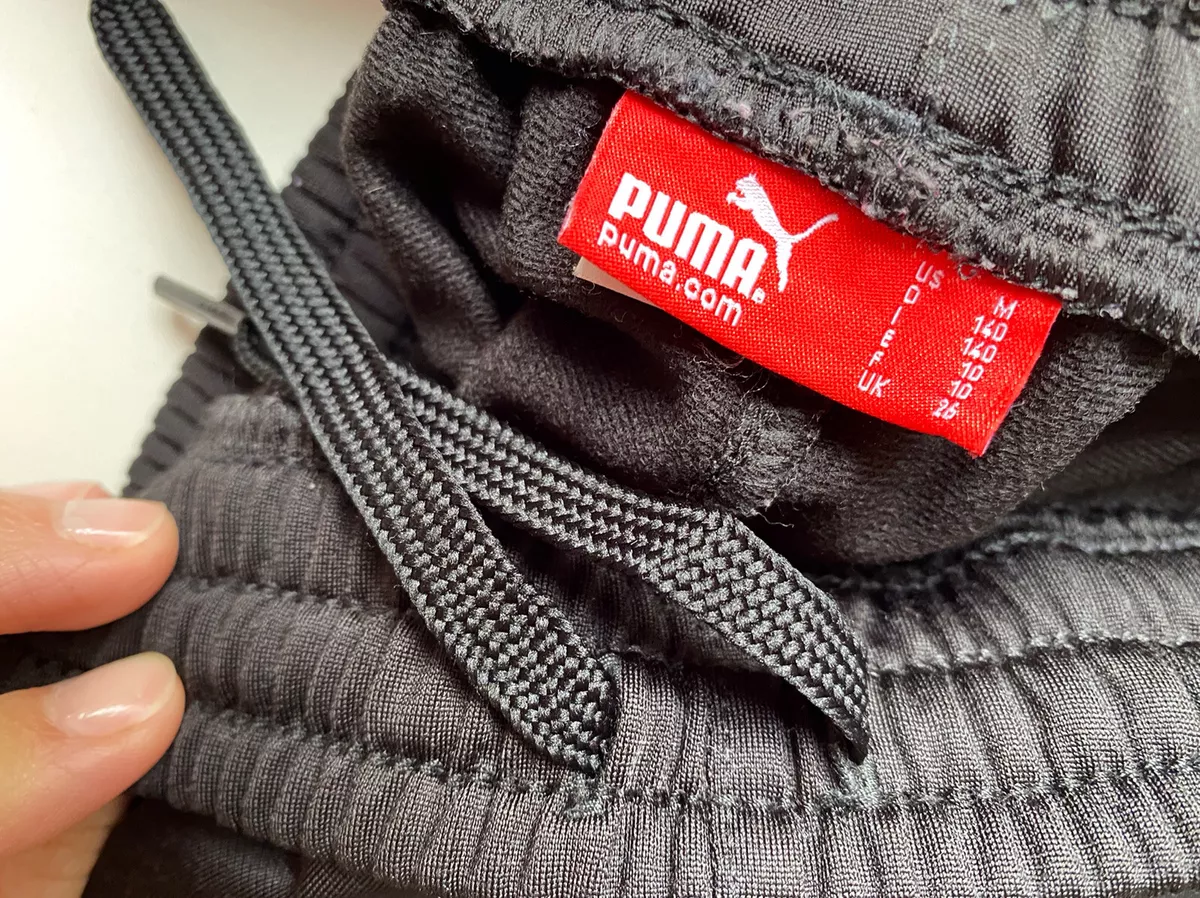 PUMA®
puma.com
US M
D 140
I 140
E 10
F 10
UK 26